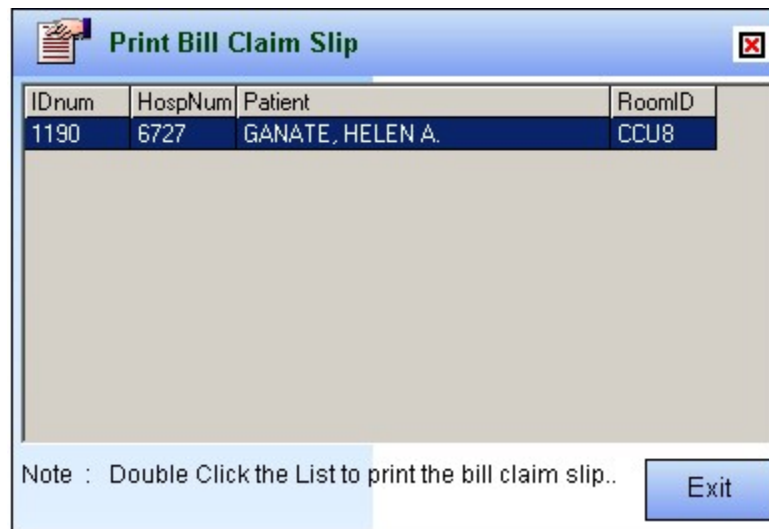 Print Bill Claim Slip
IDnum HospNum Patient RoomID
1190 6727 GANATE, HELEN A. CCU8
Note : Double Click the List to print the bill claim slip..
Exit